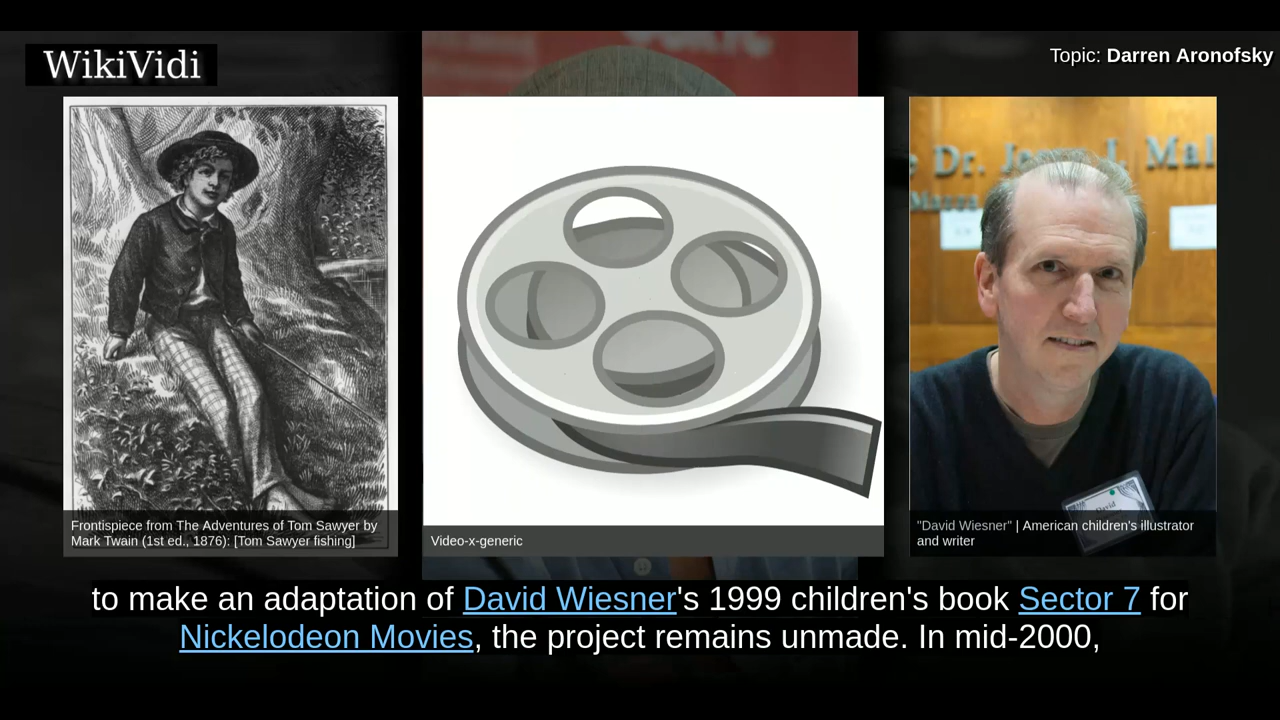 WikiVidi
Topic: Darren Aronofsky
Frontispiece from The Adventures of Tom Sawyer by
Mark Twain (1st ed., 1876): [Tom Sawyer fishing]
Video-x-generic
Dr. J
David
"David Wiesner" | American children's illustrator
and writer
to make an adaptation of David Wiesner's 1999 children's book Sector 7 for
Nickelodeon Movies, the project remains unmade. In mid-2000,